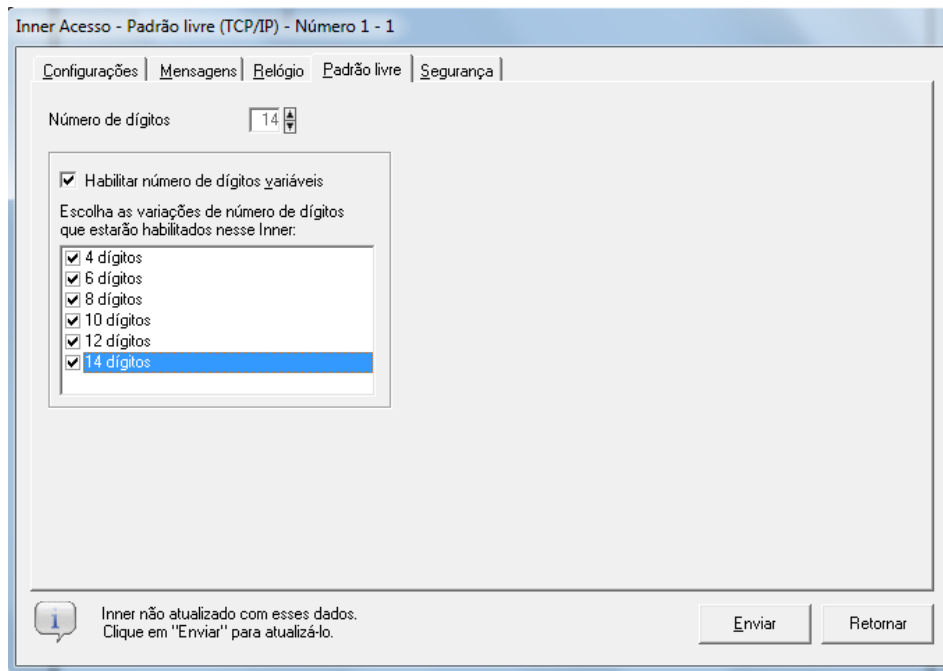 Inner Acesso - Padrão livre (TCP/IP) - Número 1 - 1
Configurações Mensagens Relógio Padrão livre Segurança
Número de dígitos 14
Habilitar número de dígitos variáveis
Escolha as variações de número de dígitos
que estarão habilitados nesse Inner:
4 dígitos
6 dígitos
8 dígitos
10 dígitos
12 dígitos
14 dígitos
Inner não atualizado com esses dados.
Clique em "Enviar" para atualizá-lo.
Enviar Retornar